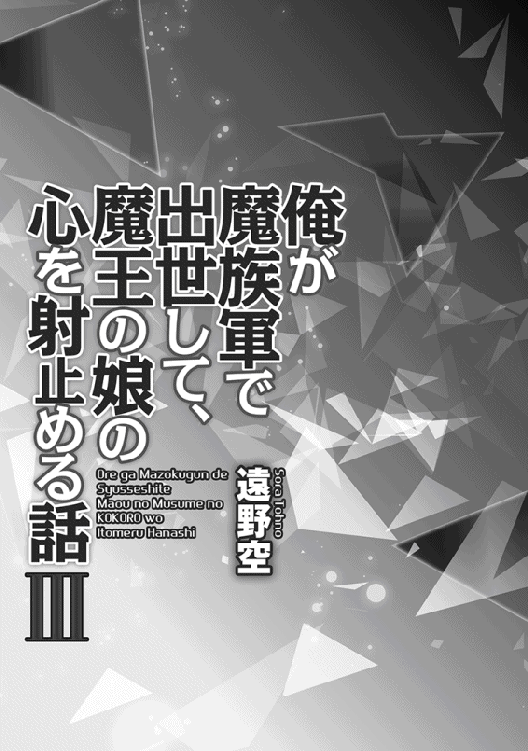 俺が
魔族軍で
出世して、
魔王の娘の
心を射止める話
III
Ore ga Mazokugun de
Syusseshite
Maou no Musume no
KOKORO wo
Itomeru Hanashi
遠野空
Sora Tohno